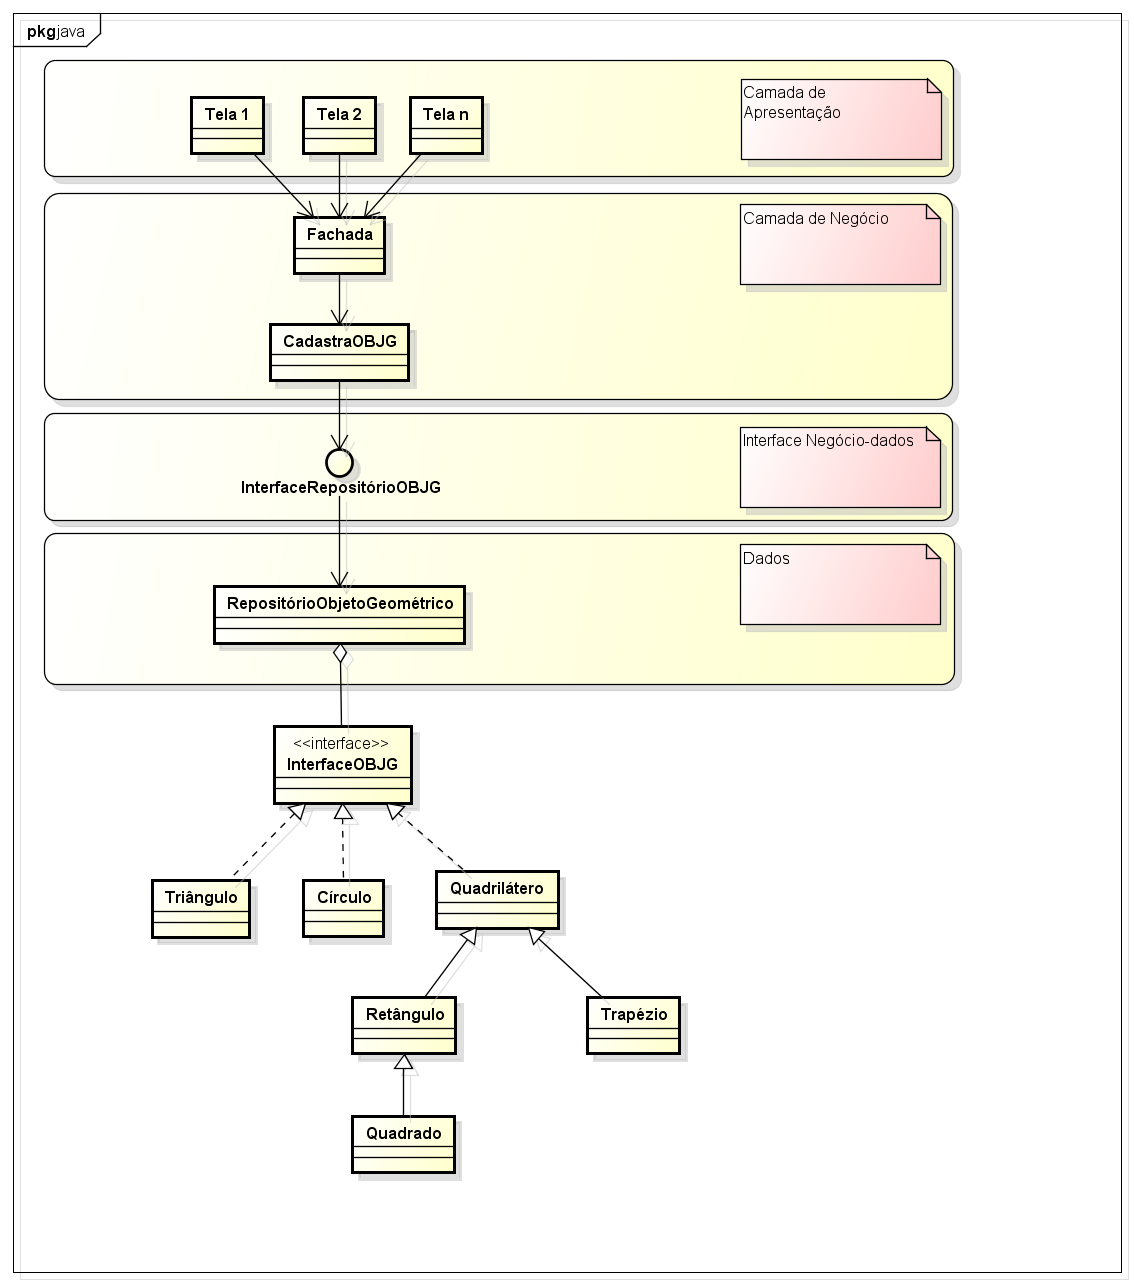 pkgjava
Tela 1
Tela 2
Tela n
Camada de
Apresentação
Fachada
Camada de Negócio
CadastraOBJG
Interface Negócio-dados
InterfaceRepositórioOBJG
Dados
RepositórioObjetoGeométrico
<<interface>>
InterfaceOBJG
Triângulo
Círculo
Quadrilátero
Retângulo
Trapézio
Quadrado